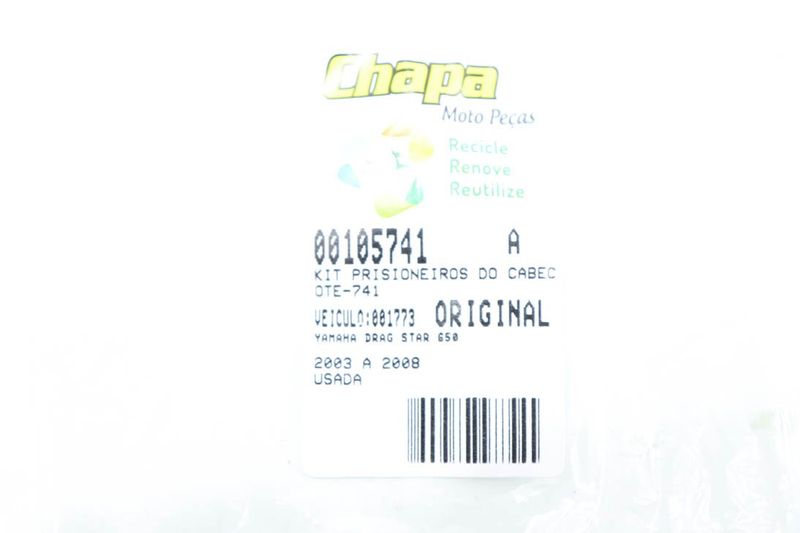 Chapa
Moto Peças
Recicle
Renove
Reutilize
00105741 A
KIT PRISIONEIROS DO CABEC
OTE-741
VEICULO:001773 ORIGINAL
YAMAHA DRAG STAR 650
2003 A 2008
USADA